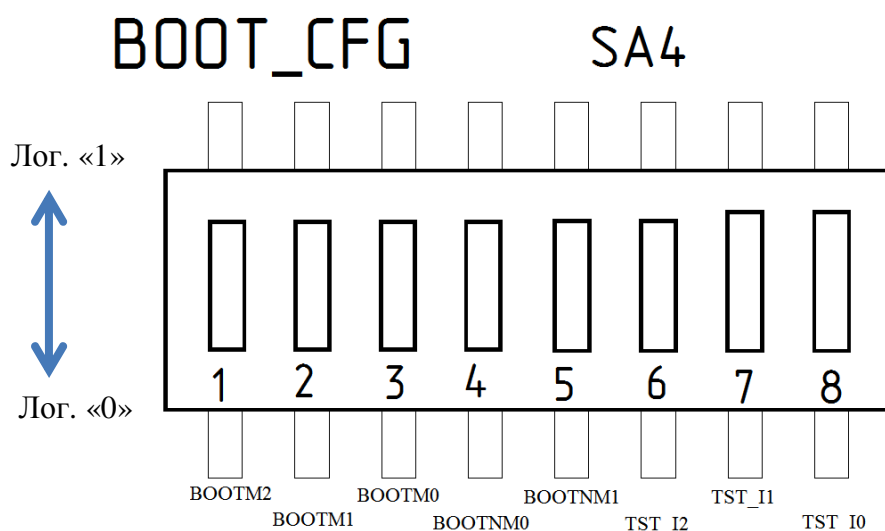 BOOT_CFG SA4
Лог. «1»
1 2 3 4 5 6 7 8
Лог. «0»
BOOTM2 BOOTM1 BOOTM0 BOOTNM0 BOOTNM1 TST_I2 TST_I1 TST_I0